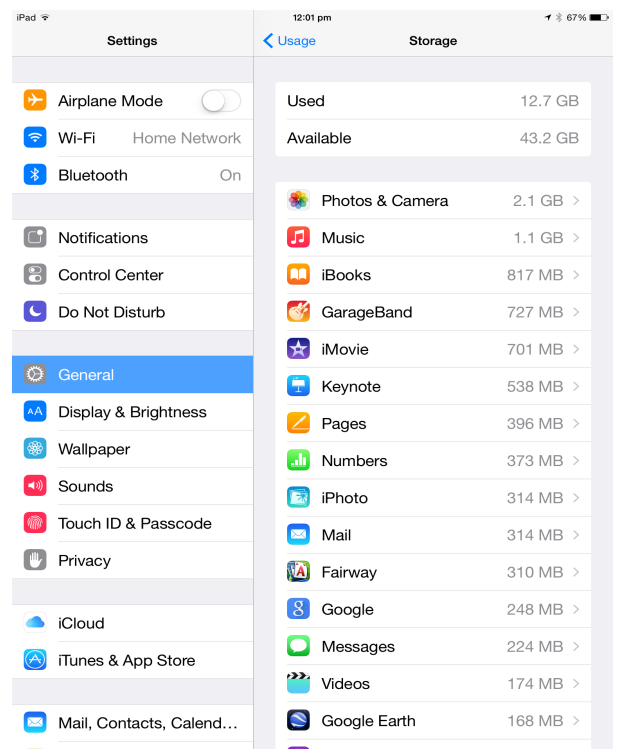 iPad 12:01 pm 67%
Settings
Airplane Mode
Wi-Fi Home Network
Bluetooth On
Notifications
Control Center
Do Not Disturb
General
AA Display & Brightness
Wallpaper
Sounds
Touch ID & Passcode
Privacy
iCloud
iTunes & App Store
Mail, Contacts, Calend...
Usage Storage
Used 12.7 GB
Available 43.2 GB
Photos & Camera 2.1 GB
Music 1.1 GB
iBooks 817 MB
GarageBand 727 MB
iMovie 701 MB
Keynote 538 MB
Pages 396 MB
Numbers 373 MB
iPhoto 314 MB
Mail 314 MB
A Fairway 310 MB
8 Google 248 MB
Messages 224 MB
Videos 174 MB
Google Earth 168 MB